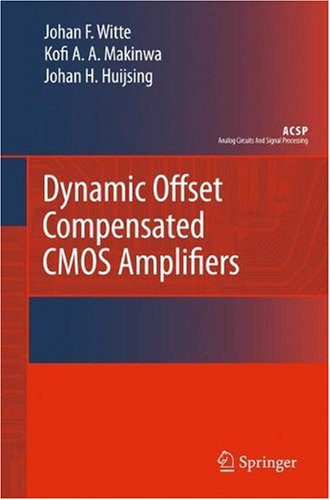 Johan F. Witte
Kofi A. A. Makinwa
Johan H. Huijsing
ACSP
Analog Circuits And Signal Processing
Dynamic Offset
Compensated
CMOS Amplifiers
Springer